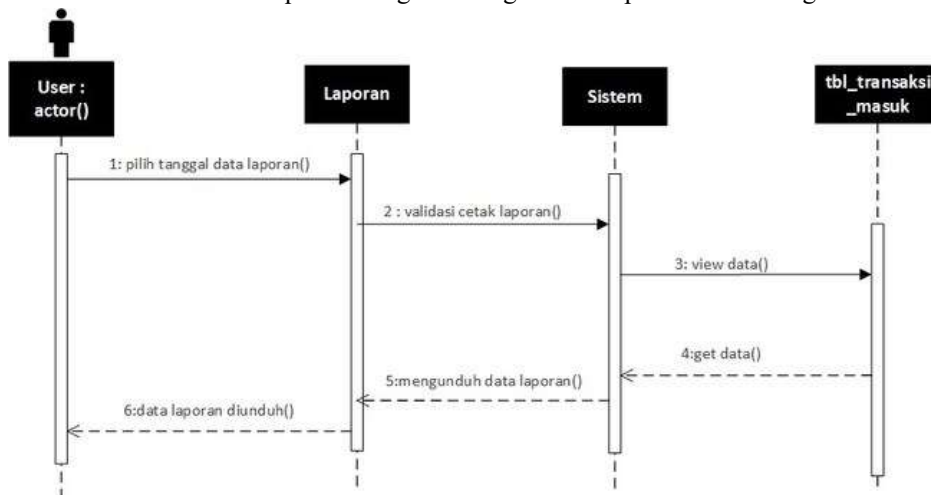 User :
actor()
Laporan
Sistem
tbl_transaksi
_masuk
1: pilih tanggal data laporan()
2 : validasi cetak laporan()
3: view data()
4:get data()
5:mengunduh data laporan()
6:data laporan diunduh()